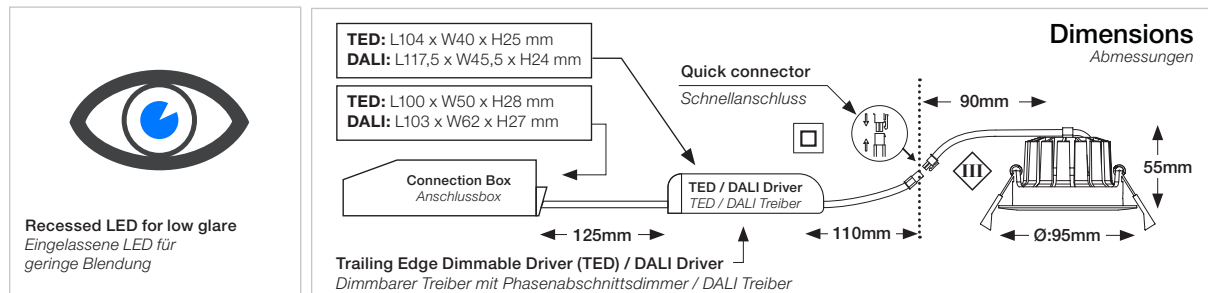 Recessed LED for low glare
Eingelassene LED für
geringe Blendung
Dimensions
Abmessungen
TED: L104 x W40 x H25 mm
DALI: L117,5 x W45,5 x H24 mm
TED: L100 x W50 x H28 mm
DALI: L103 x W62 x H27 mm
Quick connector
Schnellanschluss
90mm
III
55mm
Connection Box
Anschlussbox
TED / DALI Driver
TED / DALI Treiber
125mm
110mm
Ø:95mm
Trailing Edge Dimmable Driver (TED) / DALI Driver
Dimmbarer Treiber mit Phasenabschnittsdimmer / DALI Treiber